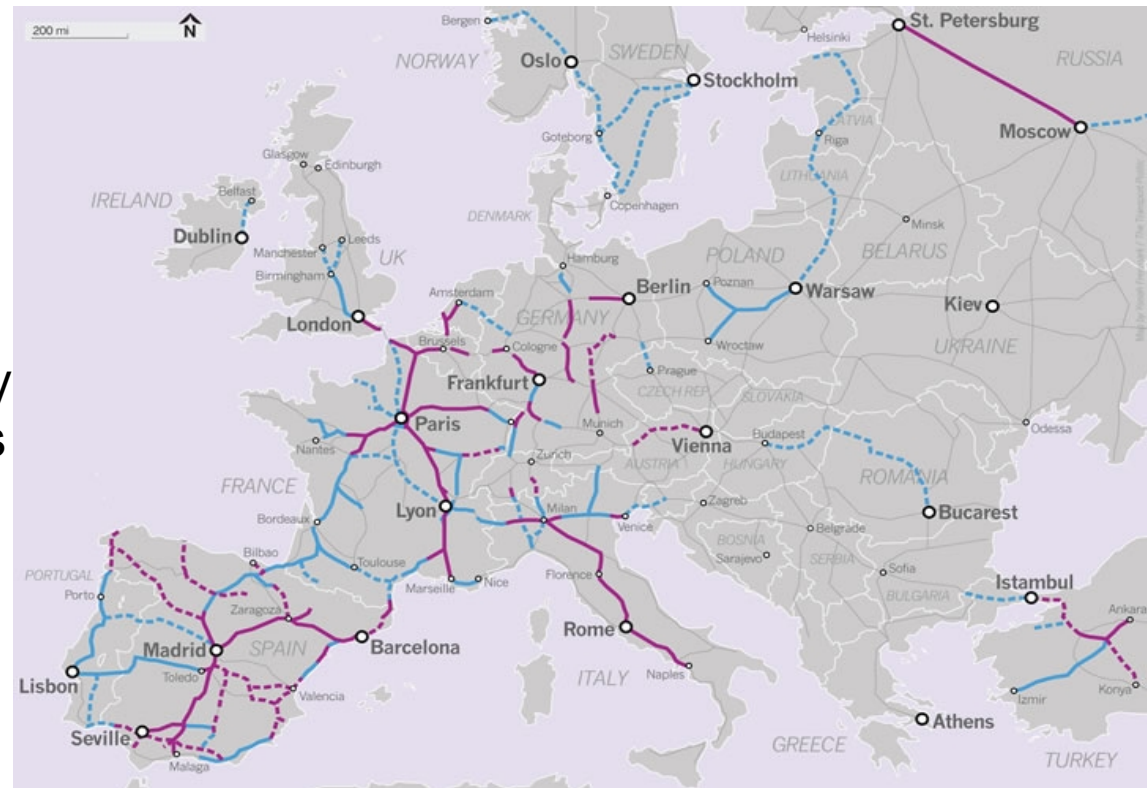 200 mi
N
Bergen
NORWAY
Oslo
SWEDEN
Stockholm
Helsinki
St. Petersburg
RUSSIA
Moscow
Goteborg
LATVIA
Riga
LITHUANIA
Glasgow
Edinburgh
IRELAND
Belfast
Dublin
DENMARK
Copenhagen
Minsk
BELARUS
Manchester
Leeds
UK
Birmingham
London
Hamburg
Amsterdam
Berlin
POLAND
Poznan
Warsaw
GERMANY
Kiev
UKRAINE
Brussels
Cologne
Wroclaw
y
s
Frankfurt
Prague
CZECH REP.
SLOVAKIA
Paris
Munich
Vienna
Budapest
Odessa
Nantes
Zurich
AUSTRIA
HUNGARY
ROMANIA
FRANCE
Lyon
Milan
Venice
Zagreb
Bucarest
Bordeaux
Belgrade
BOSNIA
Sarajevo
SERBIA
Bilbao
Toulouse
Marseille
Nice
Florence
Sofia
PORTUGAL
Porto
Zaragoza
BULGARIA
Istambul
Ankara
Madrid
SPAIN
Barcelona
Rome
Lisbon
Toledo
Valencia
ITALY
Naples
Izmir
Konya
Seville
Malaga
GREECE
Athens
TURKEY